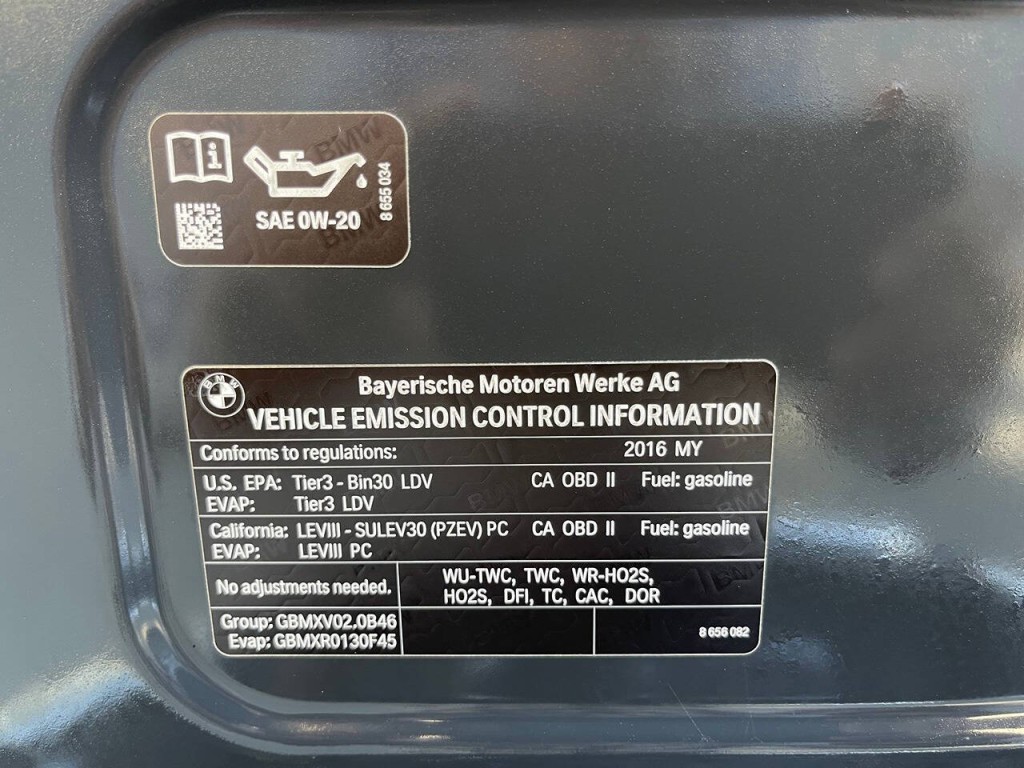 SAE 0W-20
8 655 034
BMW
Bayerische Motoren Werke AG
VEHICLE EMISSION CONTROL INFORMATION
Conforms to regulations: 2016 MY
U.S. EPA: Tier3 - Bin30 LDV CA OBD II Fuel: gasoline
EVAP: Tier3 LDV
California: LEVIII - SULEV30 (PZEV) PC CA OBD II Fuel: gasoline
EVAP: LEVIII PC
No adjustments needed.
WU-TWC, TWC, WR-HO2S,
HO2S, DFI, TC, CAC, DOR
Group: GBMXV02.0B46
Evap: GBMXR0130F45
8 656 082